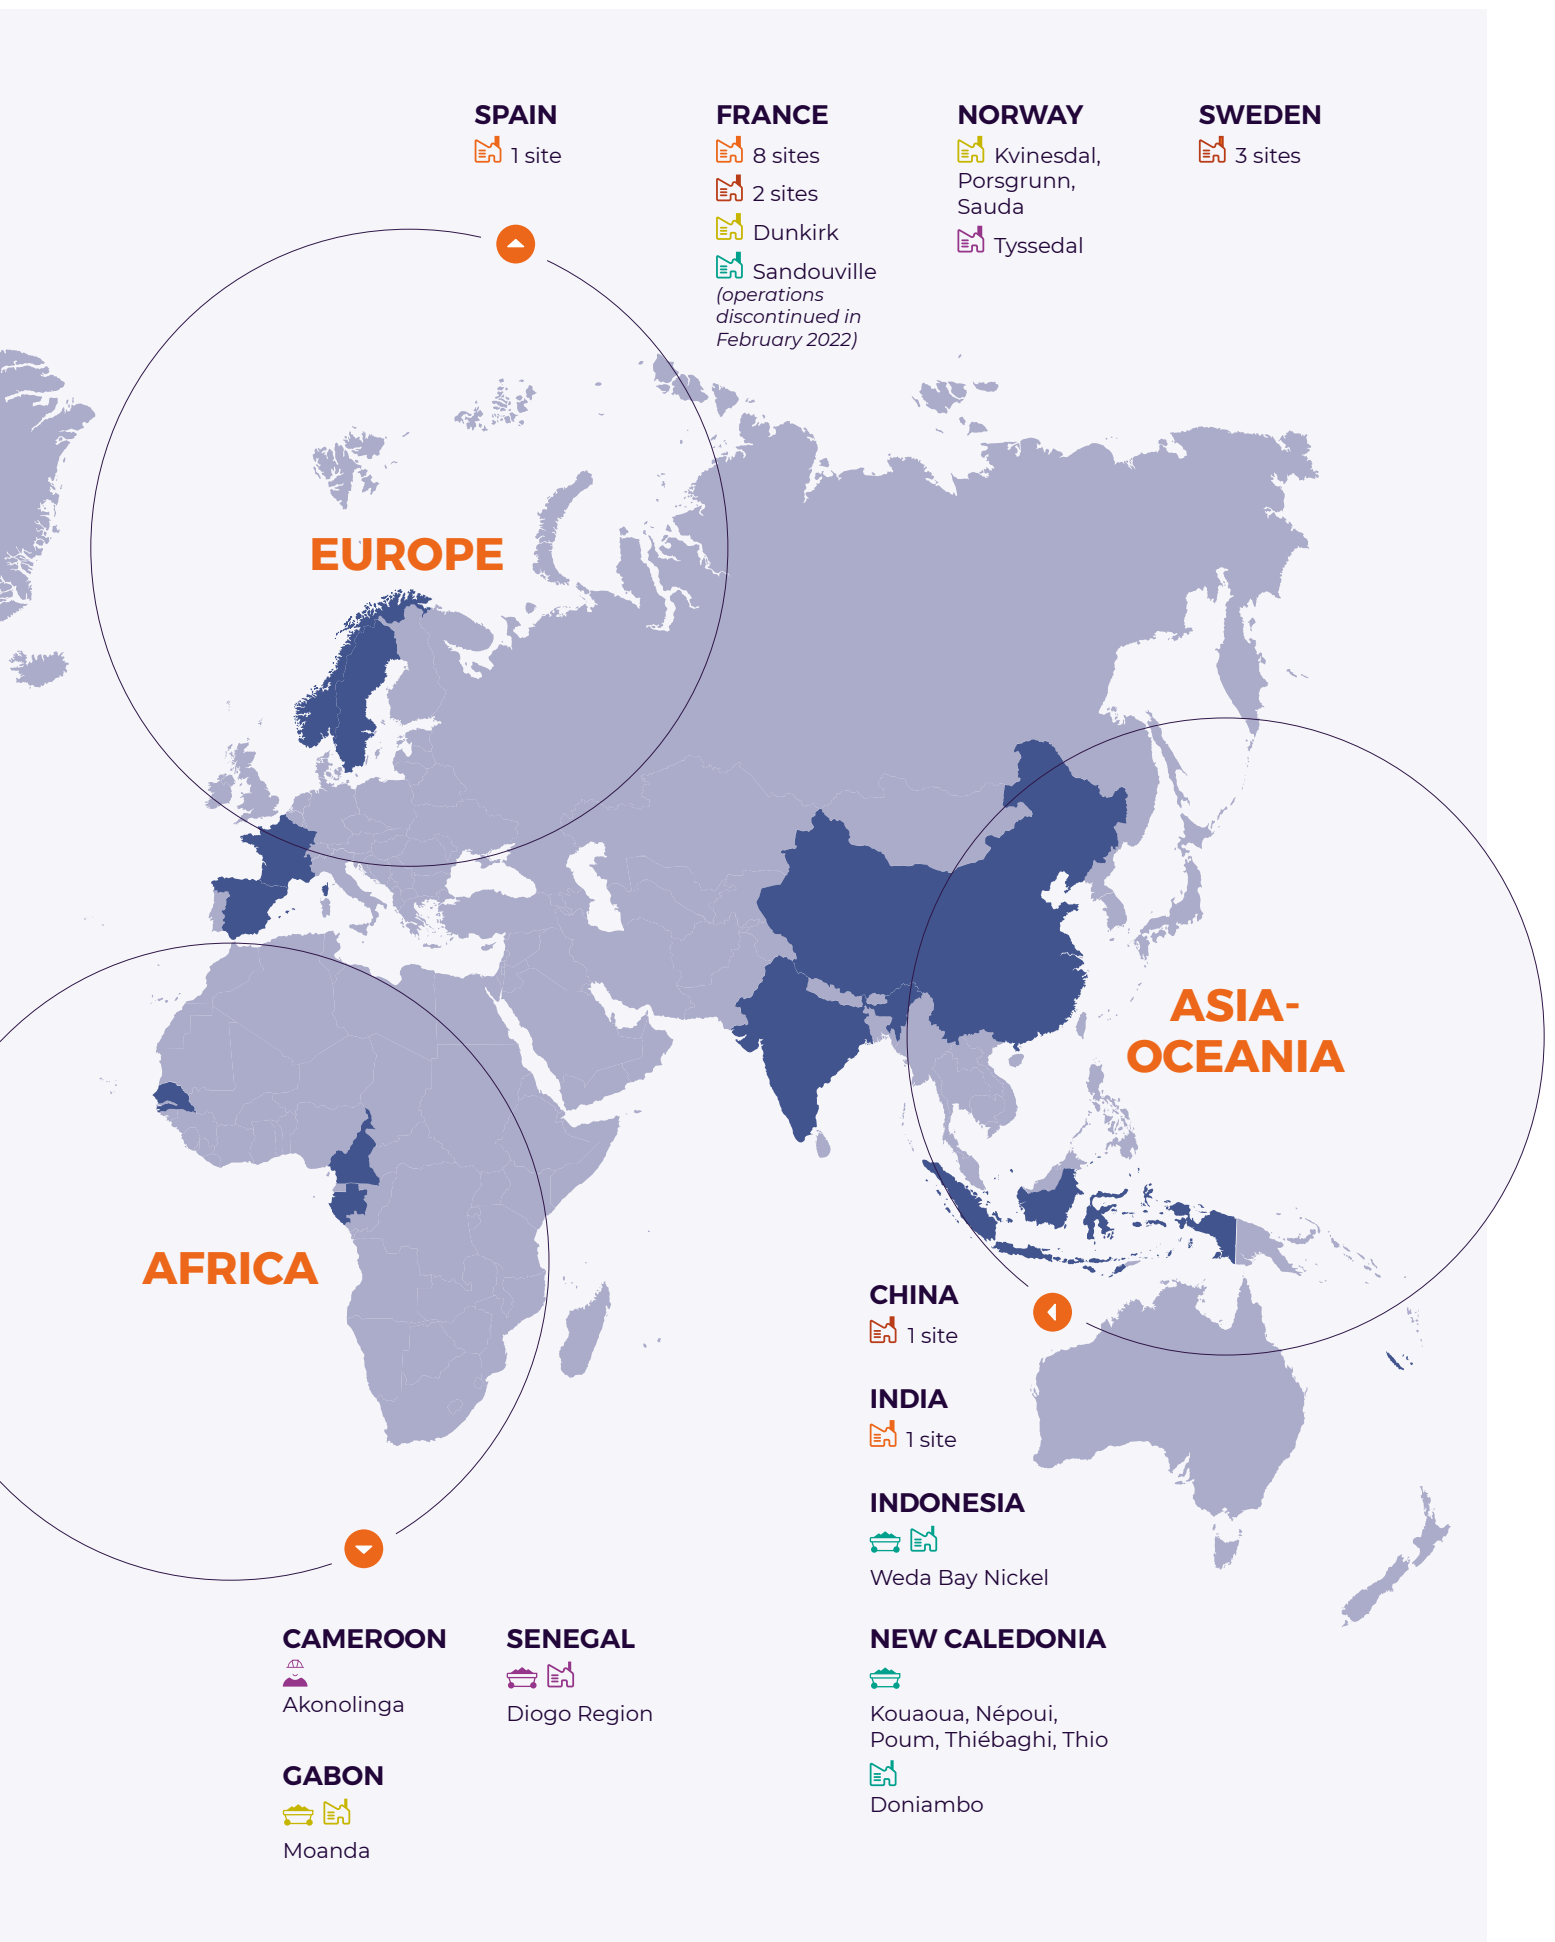 SPAIN
1 site
FRANCE
8 sites
2 sites
Dunkirk
Sandouville
(operations
discontinued in
February 2022)
NORWAY
Kvinesdal,
Porsgrunn,
Sauda
Tyssedal
SWEDEN
3 sites
EUROPE
ASIA-
OCEANIA
AFRICA
CHINA
1 site
INDIA
1 site
INDONESIA
Weda Bay Nickel
CAMEROON
Akonolinga
SENEGAL
Diogo Region
GABON
Moanda
NEW CALEDONIA
Kouaoua, Népoui,
Poum, Thiébaghi, Thio
Doniambo